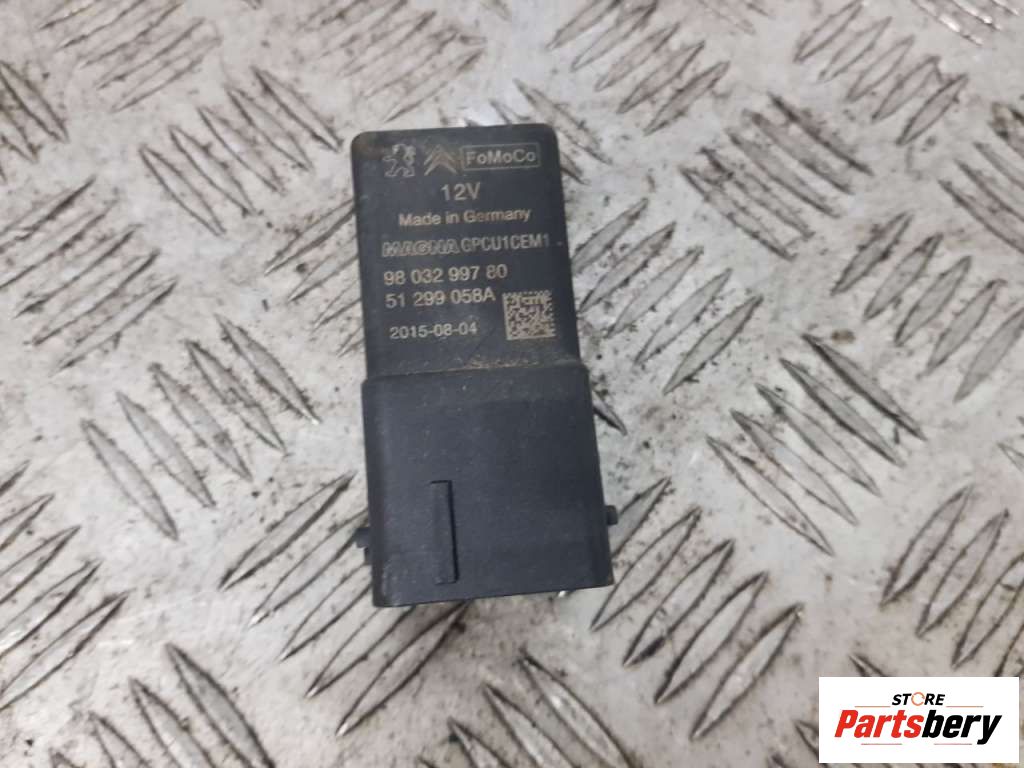 FoMoCo
12V
Made in Germany
MAGNA GPCU1CEM1
98 032 997 80
51 299 058A
2015-08-04
STORE
Partsbery